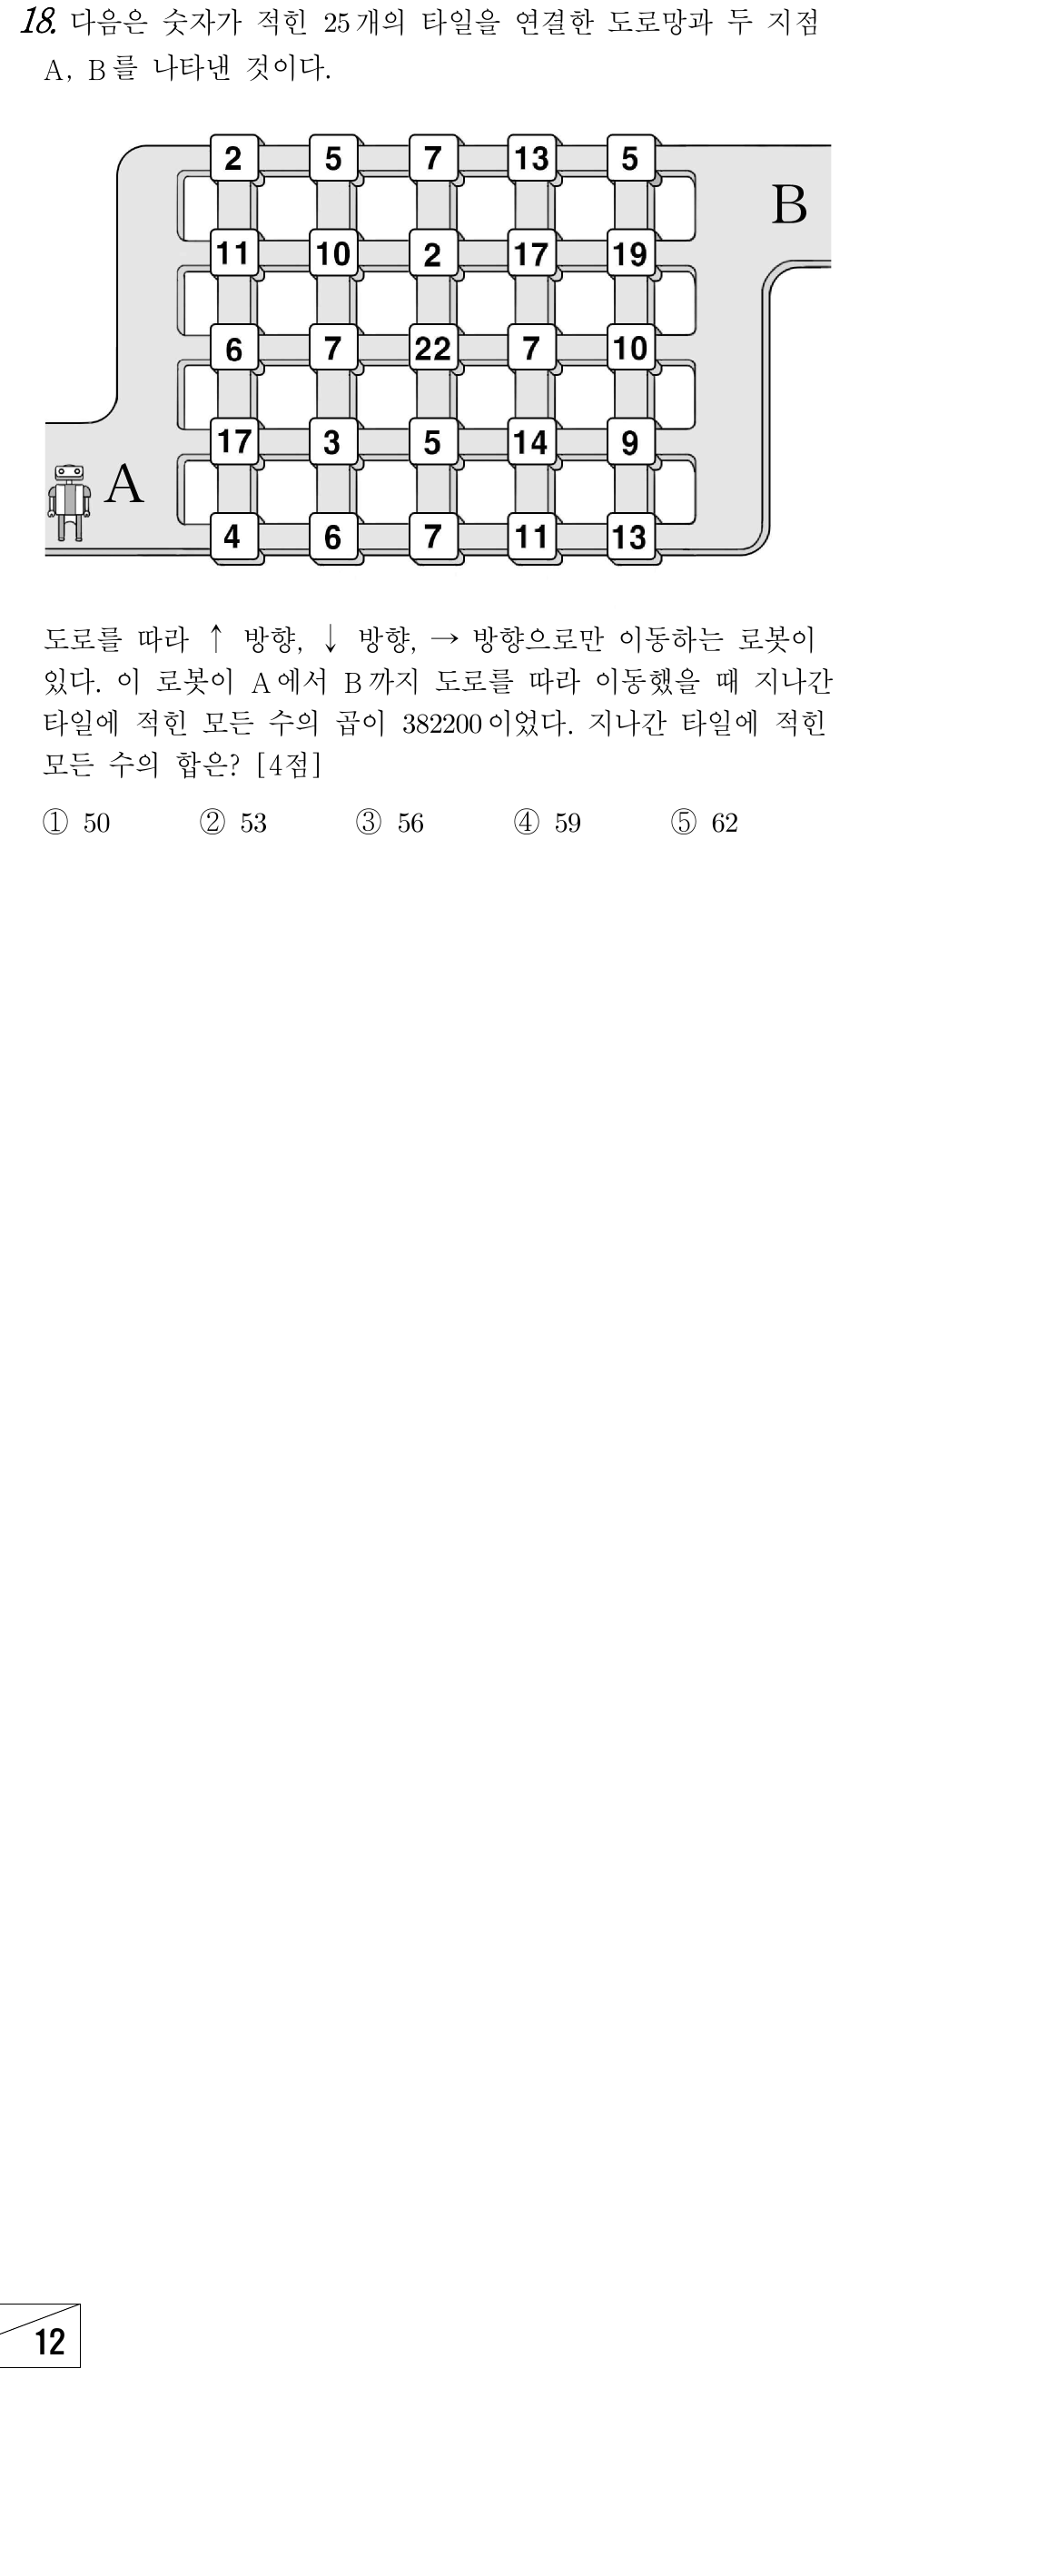 18. 다음은 숫자가 적힌 25개의 타일을 연결한 도로망과 두 지점
A, B를 나타낸 것이다.
2 5 7 13 5
B
11 10 2 17 19
6 7 22 7 10
17 3 5 14 9
A
4 6 7 11 13
도로를 따라 ↑ 방향, ↓ 방향, → 방향으로만 이동하는 로봇이
있다. 이 로봇이 A에서 B까지 도로를 따라 이동했을 때 지나간
타일에 적힌 모든 수의 곱이 382200이었다. 지나간 타일에 적힌
모든 수의 합은? [4점]
① 50 ② 53 ③ 56 ④ 59 ⑤ 62
12